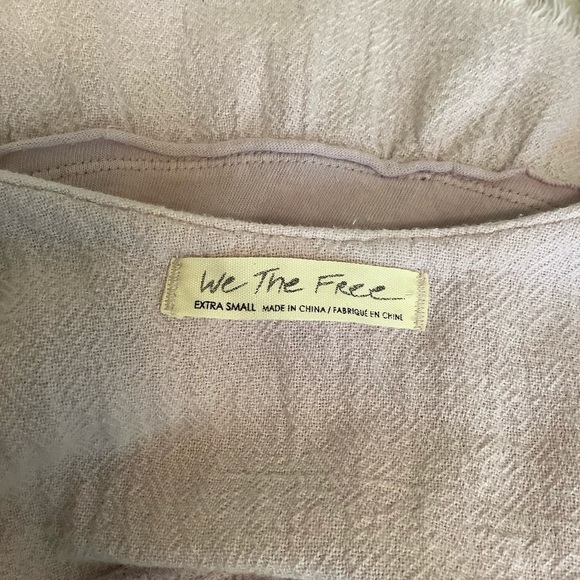 We The Free
EXTRA SMALL MADE IN CHINA / FABRIQUÉ EN CHINE